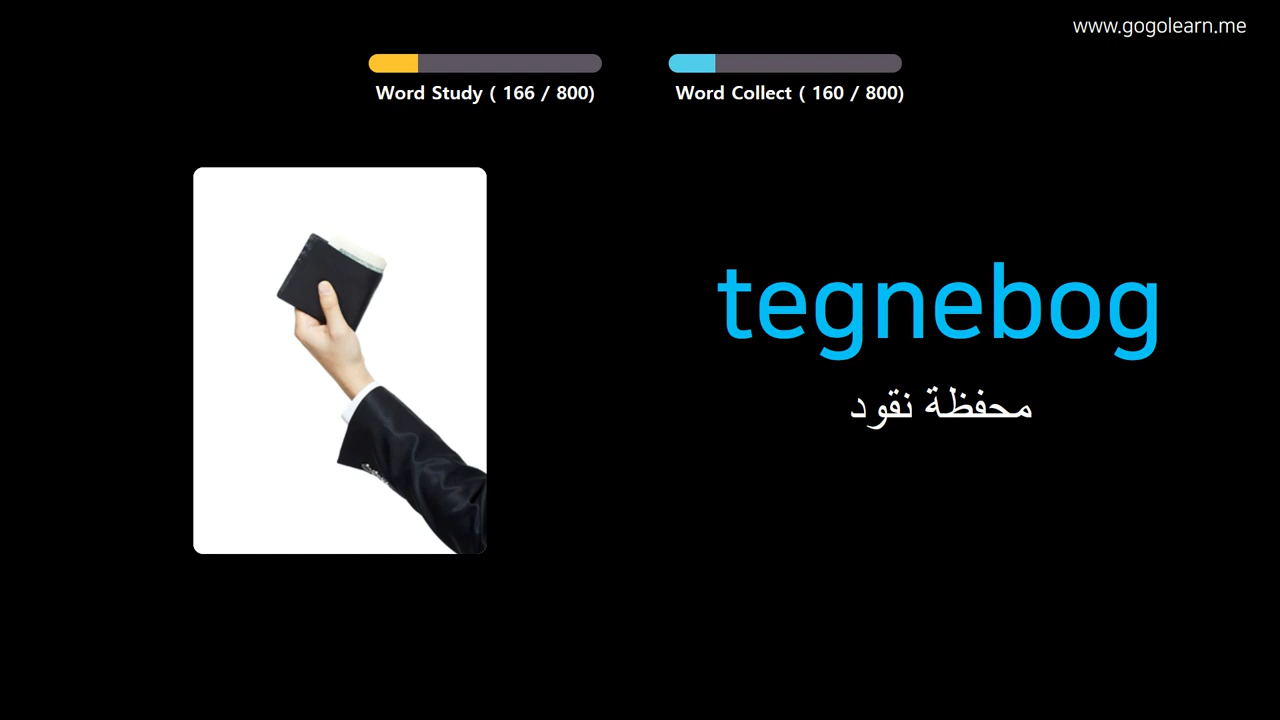 www.gogolearn.me
Word Study ( 166 / 800)
Word Collect ( 160 / 800)
tegnebog
محفظة نقود